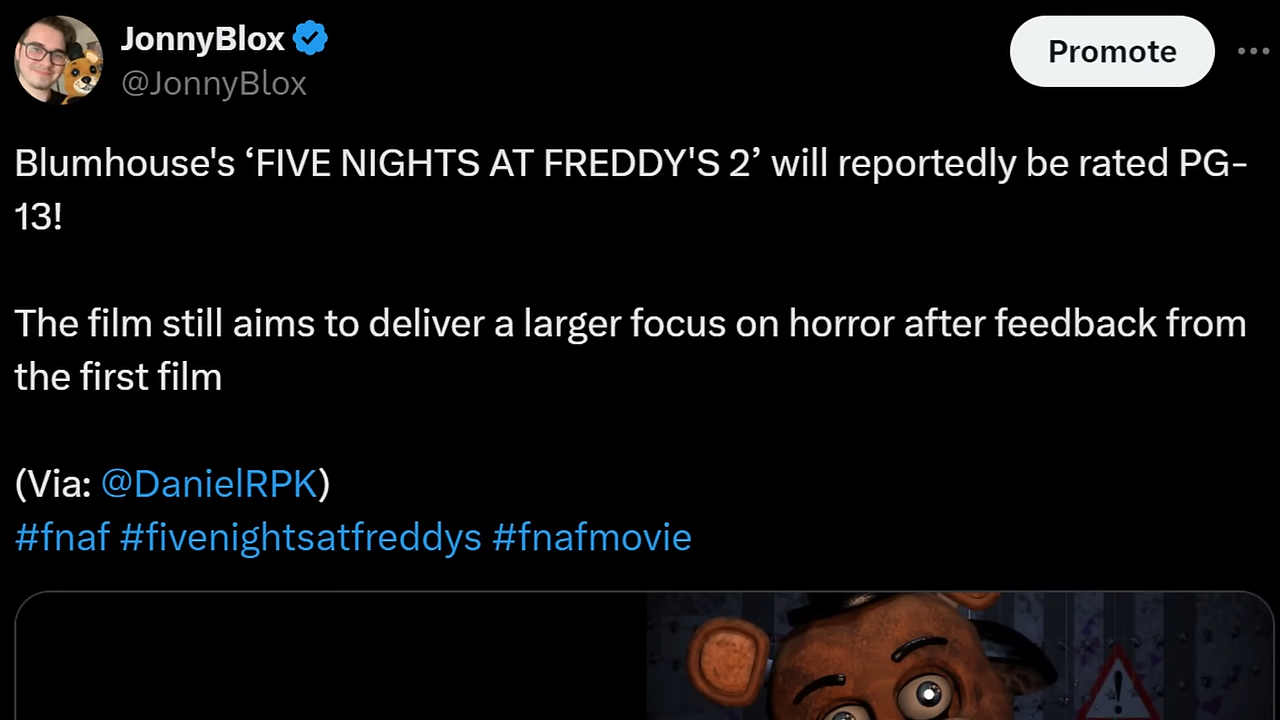 JonnyBlox
@JonnyBlox
Promote
Blumhouse's ‘FIVE NIGHTS AT FREDDY'S 2’ will reportedly be rated PG-
13!
The film still aims to deliver a larger focus on horror after feedback from
the first film
(Via: @DanielRPK)
#fnaf #fivenightsatfreddys #fnafmovie